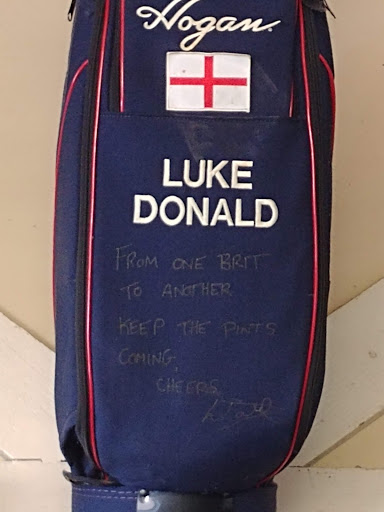 Hogan.
LUKE
DONALD
FROM ONE BRIT
TO ANOTHER
KEEP THE PINTS
COMING,
CHEERS